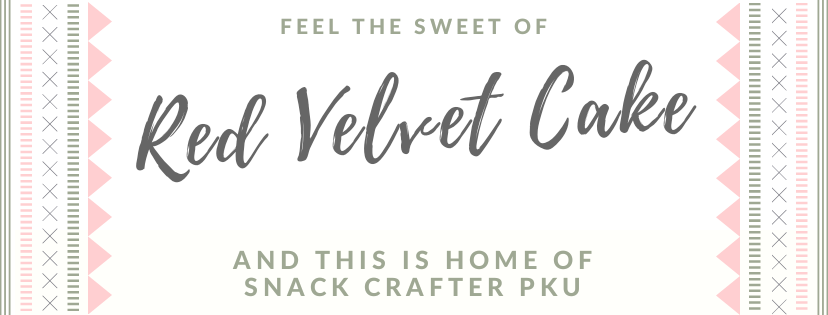 FEEL THE SWEET OF
Red Velvet Cake
AND THIS IS HOME OF
SNACK CRAFTER PKU